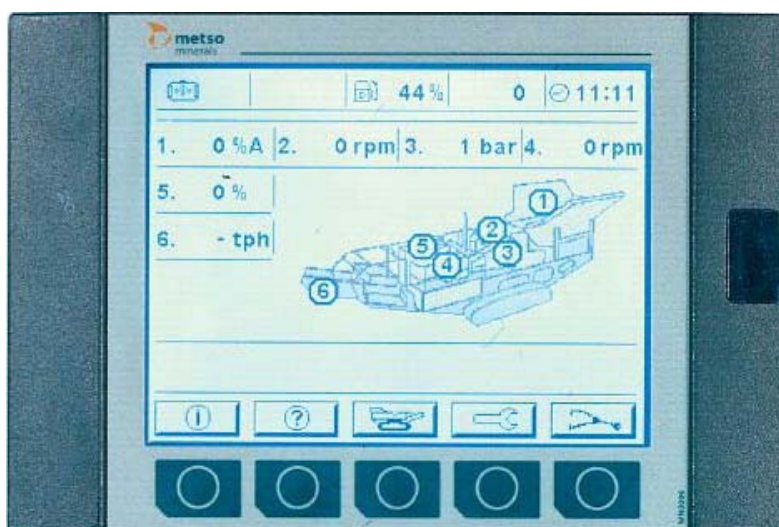 metso
minerals
44 % 0 11:11
1. 0 %A 2. 0 rpm 3. 1 bar 4. 0 rpm
5. 0 %
6. - tph
1
2
5 3
4
6
i ?